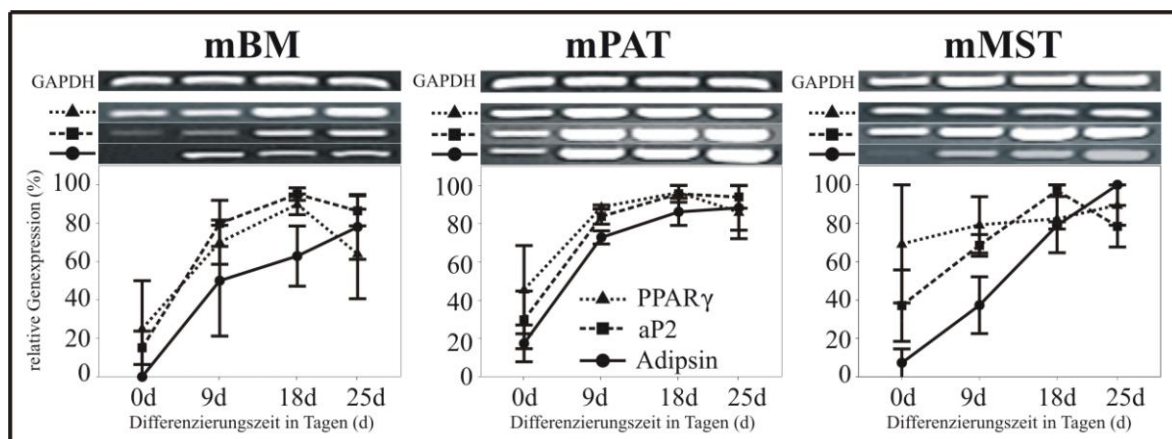 mBM mPAT mMST
GAPDH GAPDH GAPDH
relative Genexpression (%)
100 100 100
80 80 80
60 60 60
40 40 40
20 20 20
0 0 0
PPARγ
aP2
Adipsin
0d 9d 18d 25d 0d 9d 18d 25d 0d 9d 18d 25d
Differenzierungszeit in Tagen (d) Differenzierungszeit in Tagen (d) Differenzierungszeit in Tagen (d)